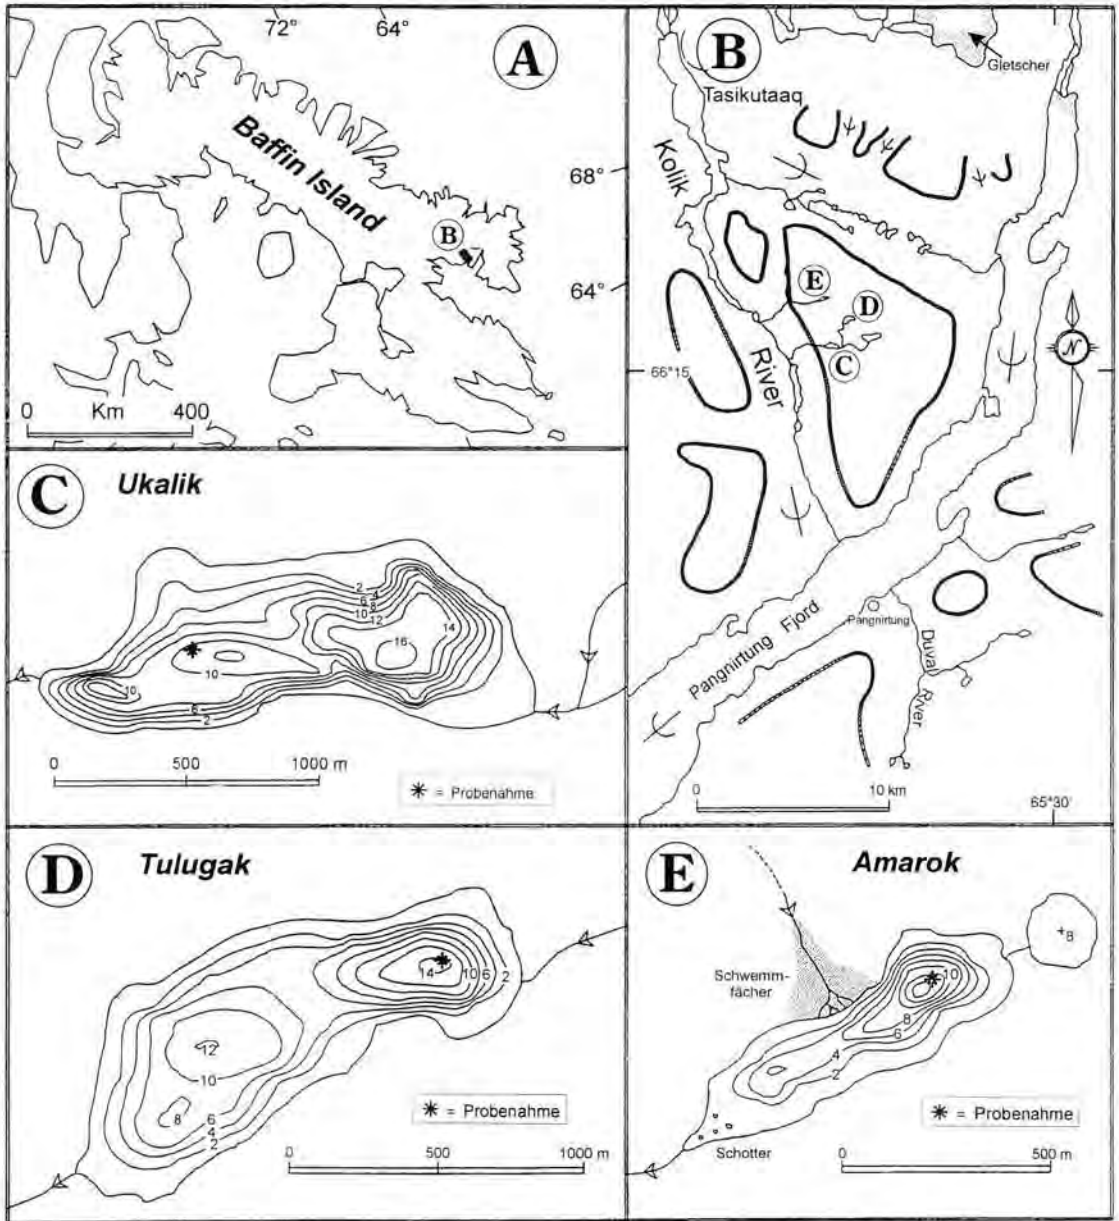 72° 64°
A
Baffin Island
68°
B
64°
0 Km 400
B
Gletscher
Tasikutaaq
Kolik
E
D
C
66°15
River
N
Pangnirtung Fjord
Pangnirtung
Duval
River
0 10 km
65°30'
C Ukalik
2
4
6
8
10
12
14
16
10
10
6
2
0 500 1000 m
✳ = Probenahme
D Tulugak
14 10 6 2
12
10
8
6
4
2
✳ = Probenahme
0 500 1000 m
E Amarok
+8
Schwemm-
fächer
10
8
6
4
2
✳ = Probenahme
Schotter
0 500 m